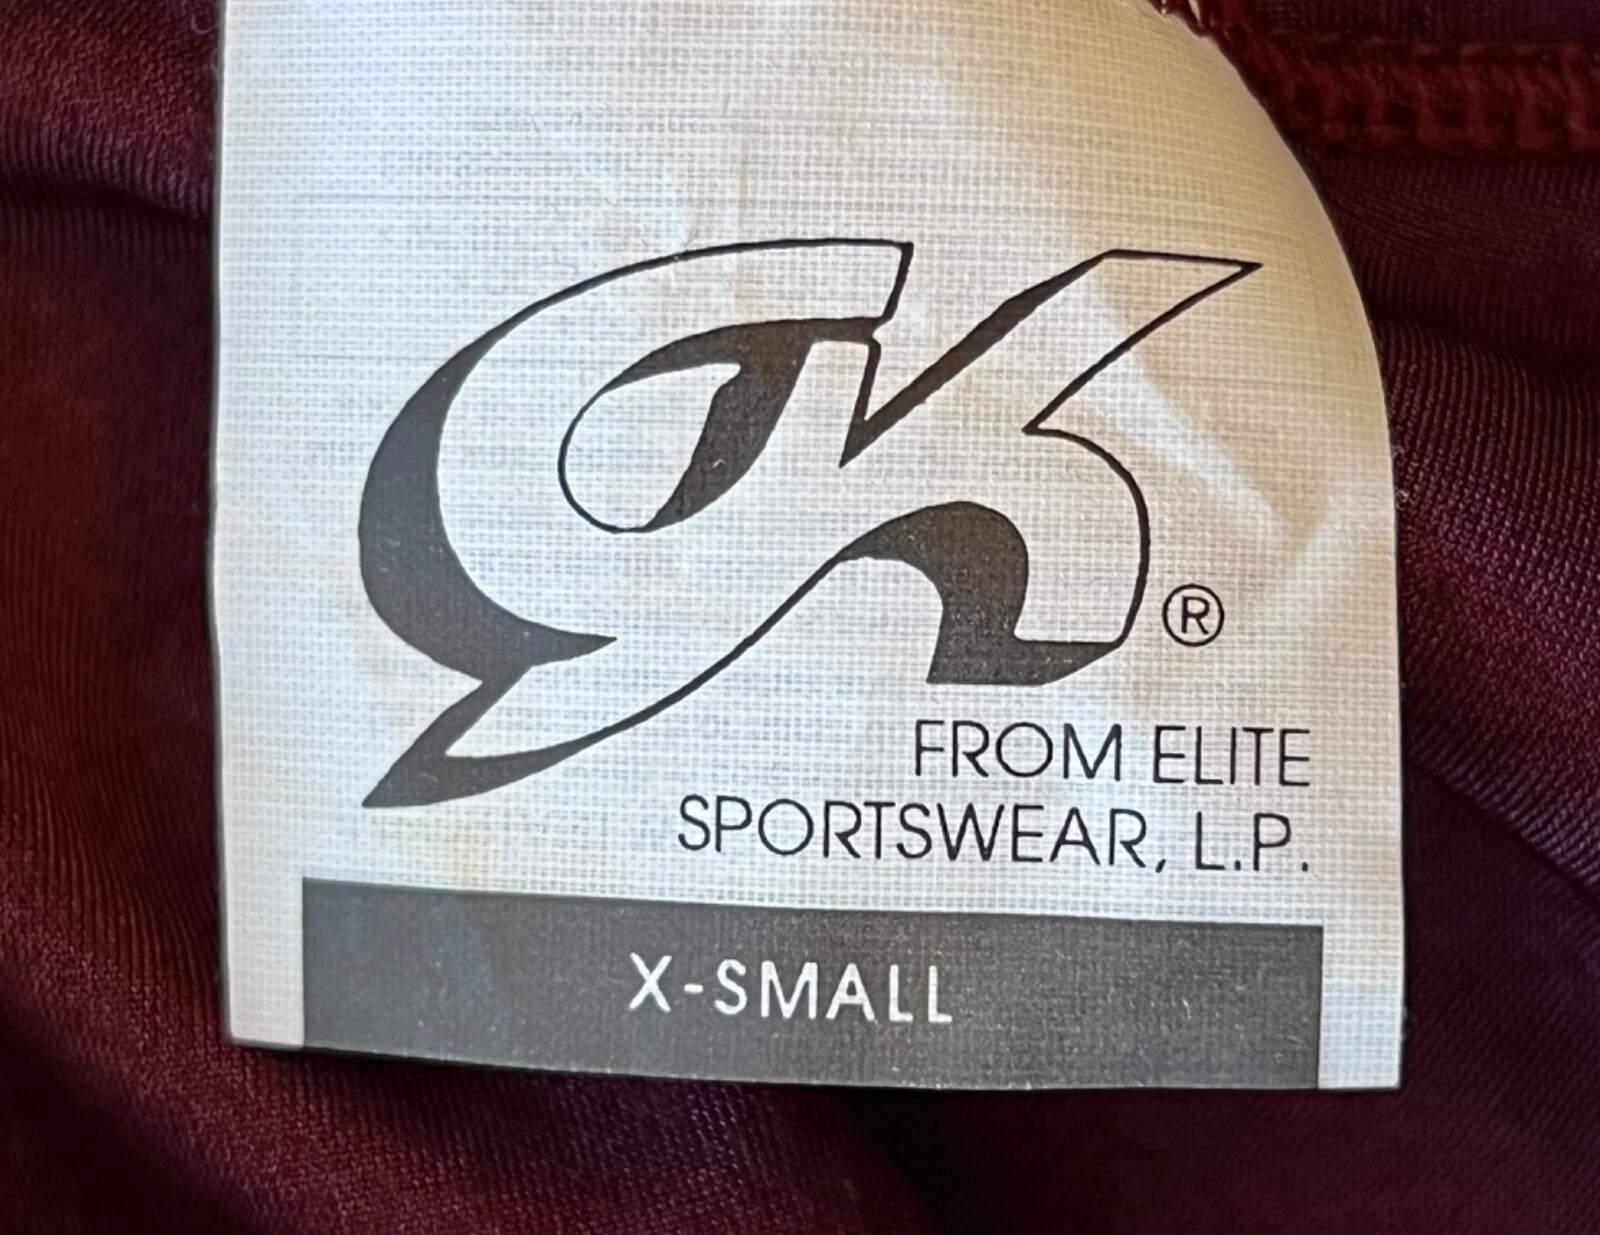 GK®
FROM ELITE
SPORTSWEAR, L.P.
X-SMALL